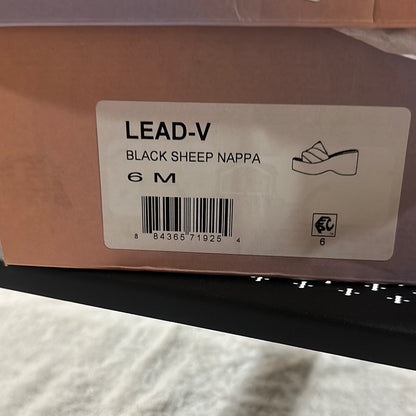 LEAD-V
BLACK SHEEP NAPPA
6 M
8 84365 71925 4
6